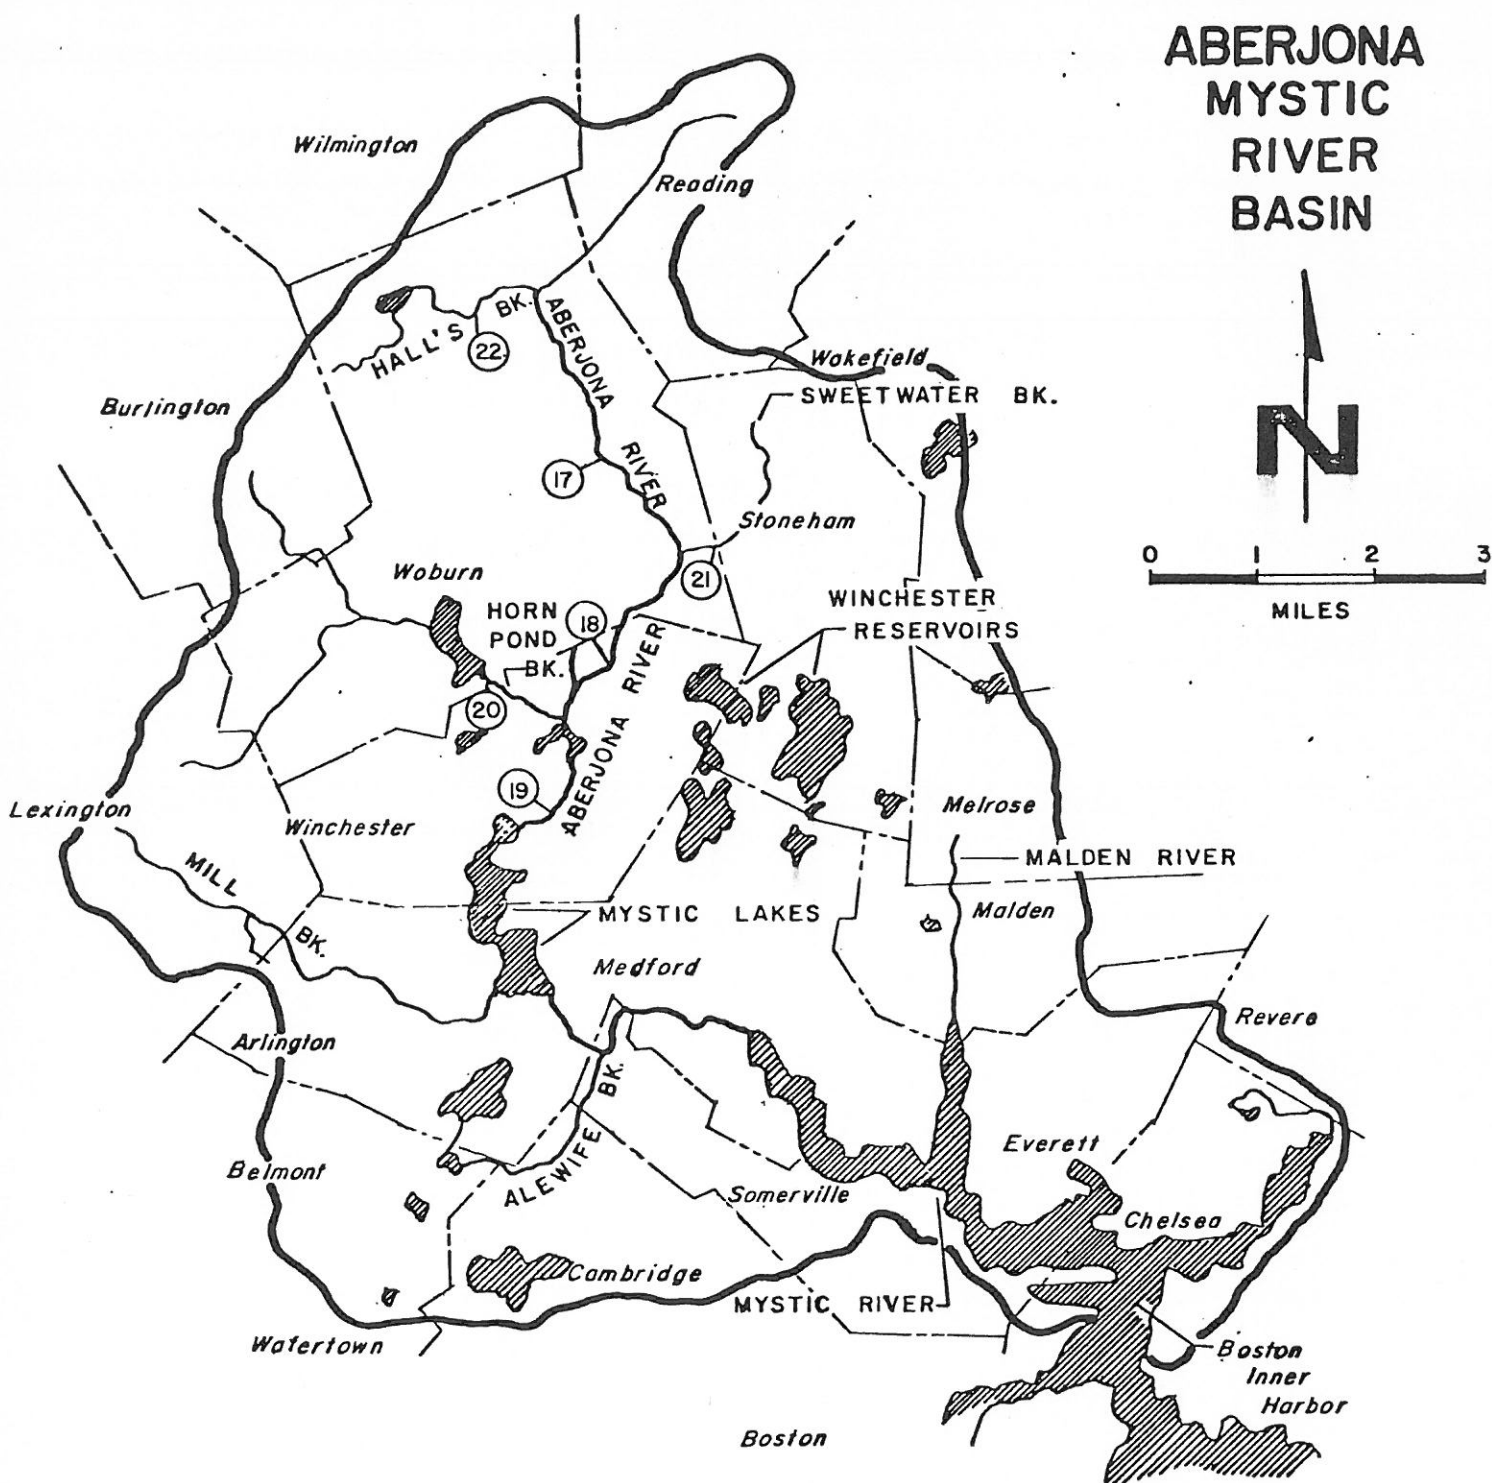 ABERJONA
MYSTIC
RIVER
BASIN
Wilmington
Reading
HALL'S BK.
22
ABERJONA RIVER
Wakefield
SWEETWATER BK.
Burlington
17
N
Stoneham
0 1 2 3
MILES
Woburn
21
HORN
POND
BK.
18
WINCHESTER
RESERVOIRS
20
ABERJONA RIVER
19
Lexington
Winchester
Melrose
MILL BK.
MALDEN RIVER
MYSTIC LAKES
Malden
Medford
Revere
Arlington
ALEWIFE BK.
Everett
Belmont
Somerville
Chelsea
Cambridge
MYSTIC RIVER
Watertown
Boston
Inner
Harbor
Boston